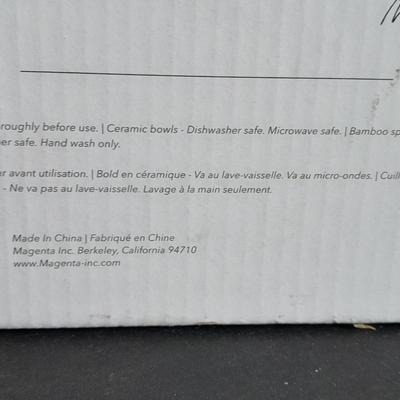 roughly before use. | Ceramic bowls - Dishwasher safe. Microwave safe. | Bamboo sp
er safe. Hand wash only.
r avant utilisation. | Bold en céramique - Va au lave-vaisselle. Va au micro-ondes. | Cuill
- Ne va pas au lave-vaisselle. Lavage à la main seulement.
Made In China | Fabriqué en Chine
Magenta Inc. Berkeley, California 94710
www.Magenta-inc.com